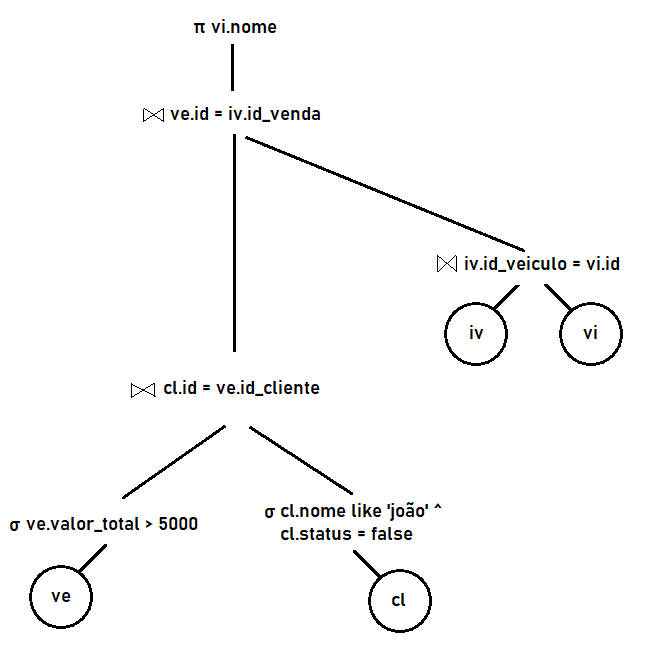 π vi.nome
⋈ ve.id = iv.id_venda
⋈ iv.id_veiculo = vi.id
iv
vi
⋈ cl.id = ve.id_cliente
σ ve.valor_total > 5000
σ cl.nome like 'joão' ^
cl.status = false
ve
cl